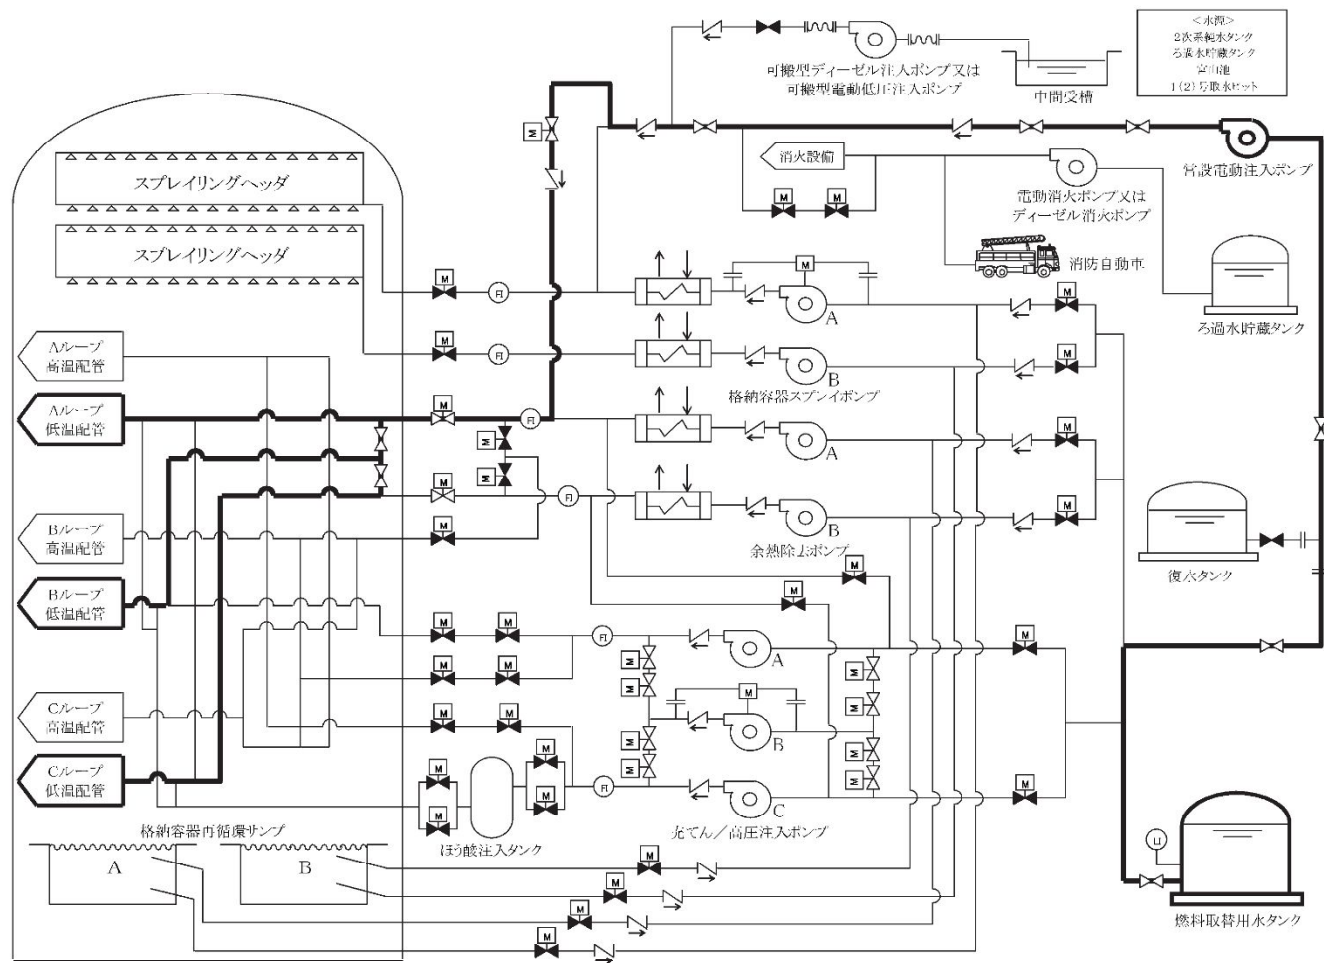 ＜水源＞
2次系純水タンク
ろ過水貯蔵タンク
宮山池
1(2)号取水ピット
可搬型ディーゼル注入ポンプ又は
可搬型電動低圧注入ポンプ
中間受槽
M
消火設備
常設電動注入ポンプ
スプレイリングヘッダ
M
M
電動消火ポンプ又は
ディーゼル消火ポンプ
スプレイリングヘッダ
消防自動車
M
M
M
FI
A
ろ過水貯蔵タンク
M
M
FI
B
格納容器スプレイポンプ
Aループ
高温配管
Aループ
低温配管
M
M
FI
A
M
M
M
M
FI
B
余熱除去ポンプ
Bループ
高温配管
M
復水タンク
Bループ
低温配管
M
M
M
M
FI
M
A
M
M
M
M
M
M
M
Cループ
高温配管
M
M
M
B
M
M
Cループ
低温配管
M
M
M
M
FI
M
M
C
M
ほう酸注入タンク
充てん／高圧注入ポンプ
格納容器再循環サンプ
A
B
M
M
M
M
LI
燃料取替用水タンク